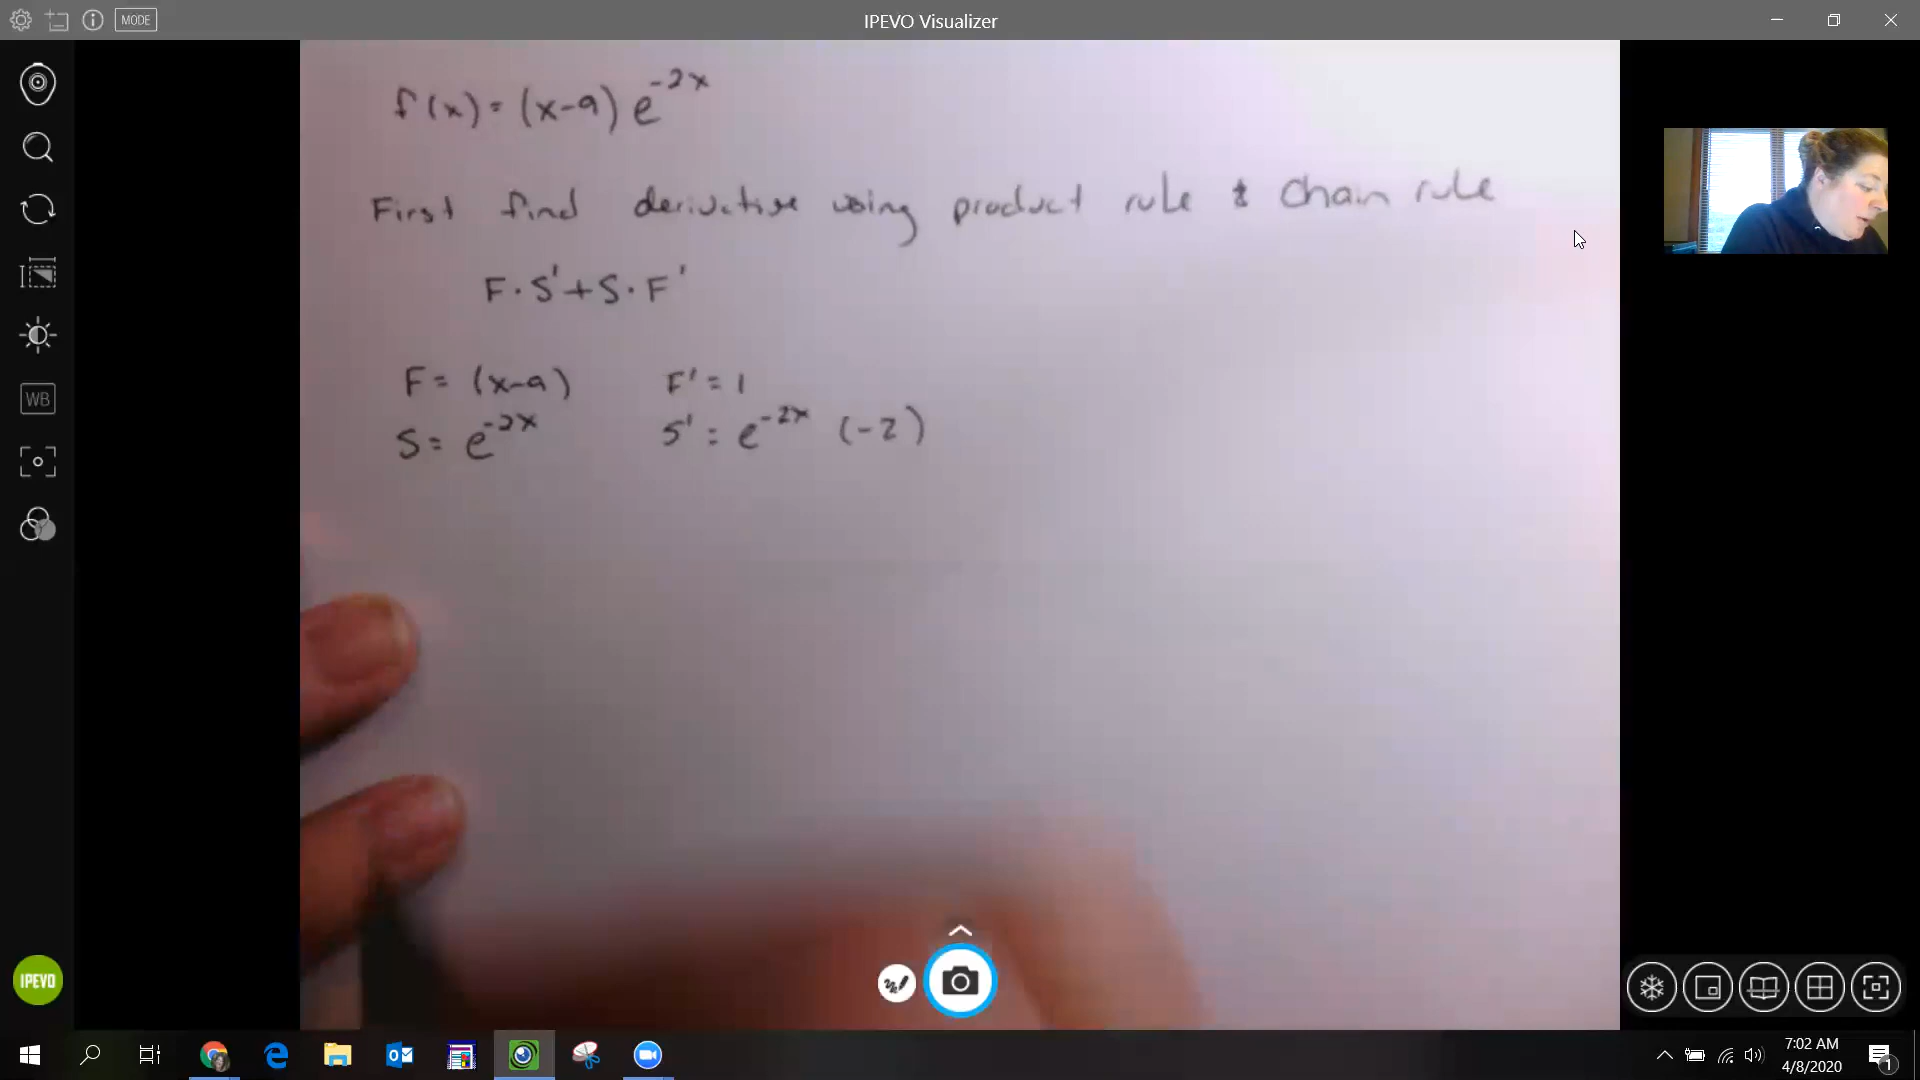 MODE
IPEVO Visualizer
f(x) = (x-a) e^-2x
First find derivative using product rule & chain rule
F · S' + S · F'
F = (x-a) F' = 1
S = e^-2x S' = e^-2x (-2)
WB
IPEVO
7:02 AM
4/8/2020
1